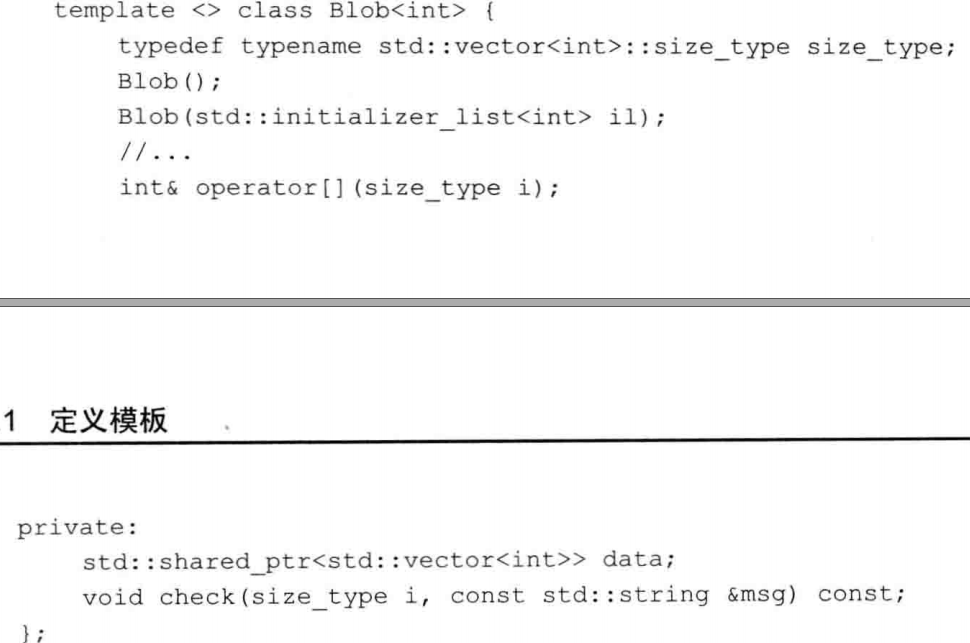 template <> class Blob<int> {
    typedef typename std::vector<int>::size_type size_type;
    Blob();
    Blob(std::initializer_list<int> il);
    //...
    int& operator[](size_type i);
1 定义模板
private:
    std::shared_ptr<std::vector<int>> data;
    void check(size_type i, const std::string &msg) const;
};